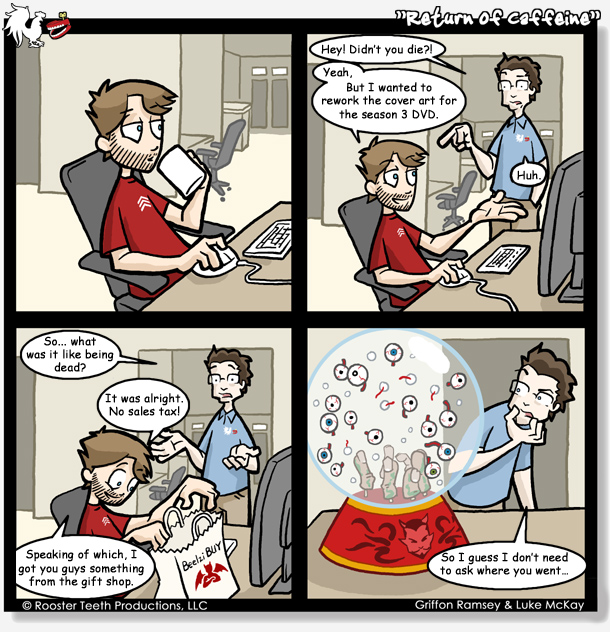 "Return of Caffeine"
Hey! Didn't you die?!
Yeah,
But I wanted to
rework the cover art for
the season 3 DVD.
Huh.
So... what
was it like being
dead?
It was alright.
No sales tax!
Speaking of which, I
got you guys something
from the gift shop.
Beelzi BUY
So I guess I don't need
to ask where you went...
© Rooster Teeth Productions, LLC
Griffon Ramsey & Luke McKay